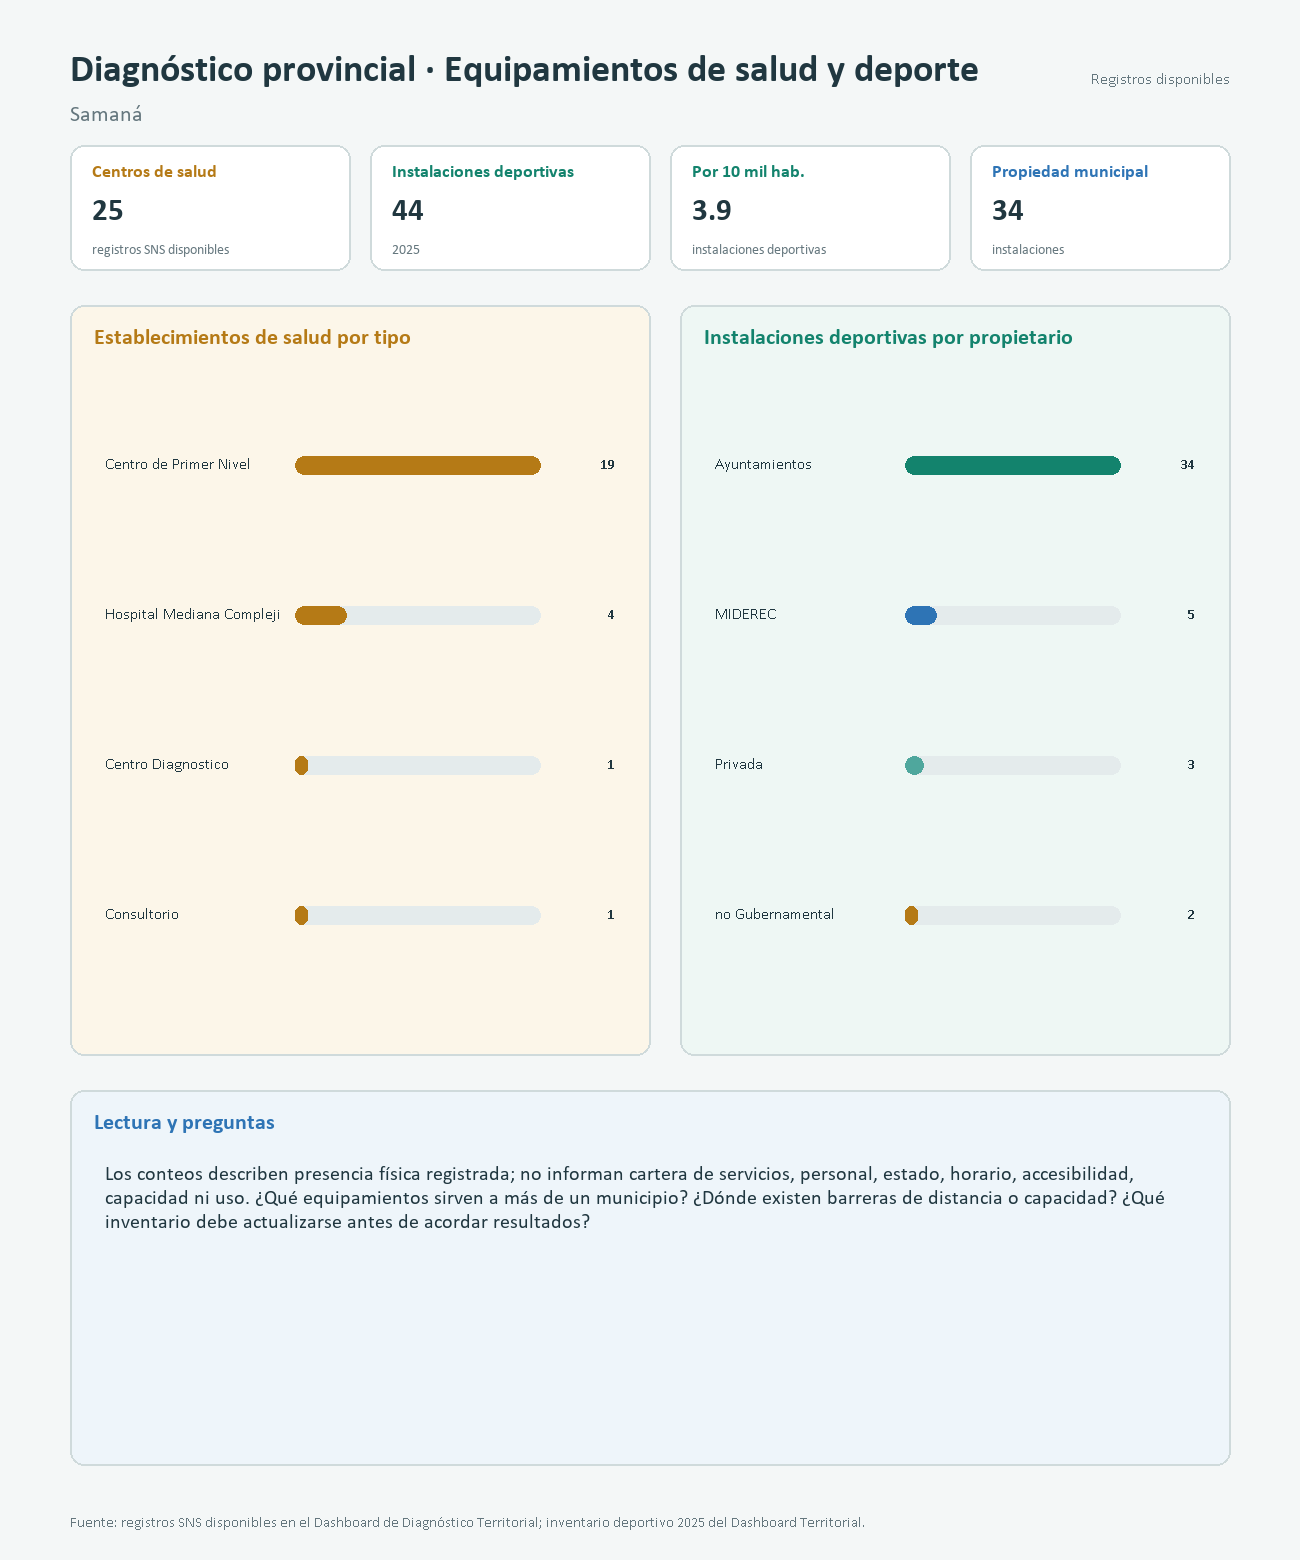 Diagnóstico provincial · Equipamientos de salud y deporte
Registros disponibles
Samaná
Centros de salud
25
registros SNS disponibles
Instalaciones deportivas
44
2025
Por 10 mil hab.
3.9
instalaciones deportivas
Propiedad municipal
34
instalaciones
Establecimientos de salud por tipo
Centro de Primer Nivel 19
Hospital Mediana Compleji 4
Centro Diagnostico 1
Consultorio 1
Instalaciones deportivas por propietario
Ayuntamientos 34
MIDEREC 5
Privada 3
no Gubernamental 2
Lectura y preguntas
Los conteos describen presencia física registrada; no informan cartera de servicios, personal, estado, horario, accesibilidad,
capacidad ni uso. ¿Qué equipamientos sirven a más de un municipio? ¿Dónde existen barreras de distancia o capacidad? ¿Qué
inventario debe actualizarse antes de acordar resultados?
Fuente: registros SNS disponibles en el Dashboard de Diagnóstico Territorial; inventario deportivo 2025 del Dashboard Territorial.